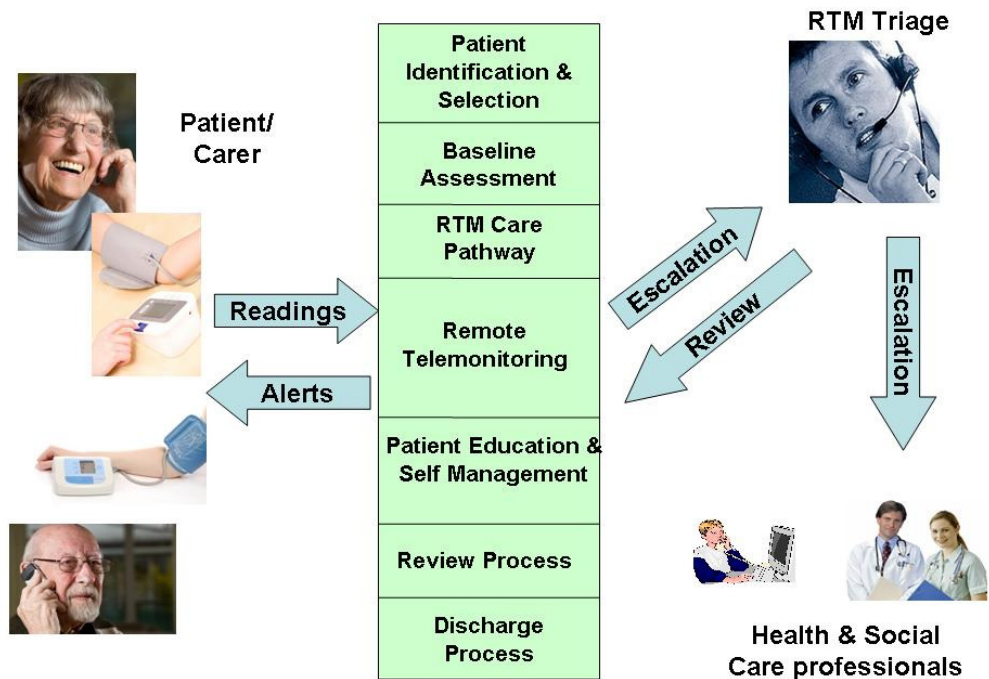 RTM Triage
Patient
Identification &
Selection
Patient/
Carer
Baseline
Assessment
RTM Care
Pathway
Readings
Remote
Telemonitoring
Alerts
Escalation
Review
Escalation
Patient Education &
Self Management
Review Process
Discharge
Process
Health & Social
Care professionals